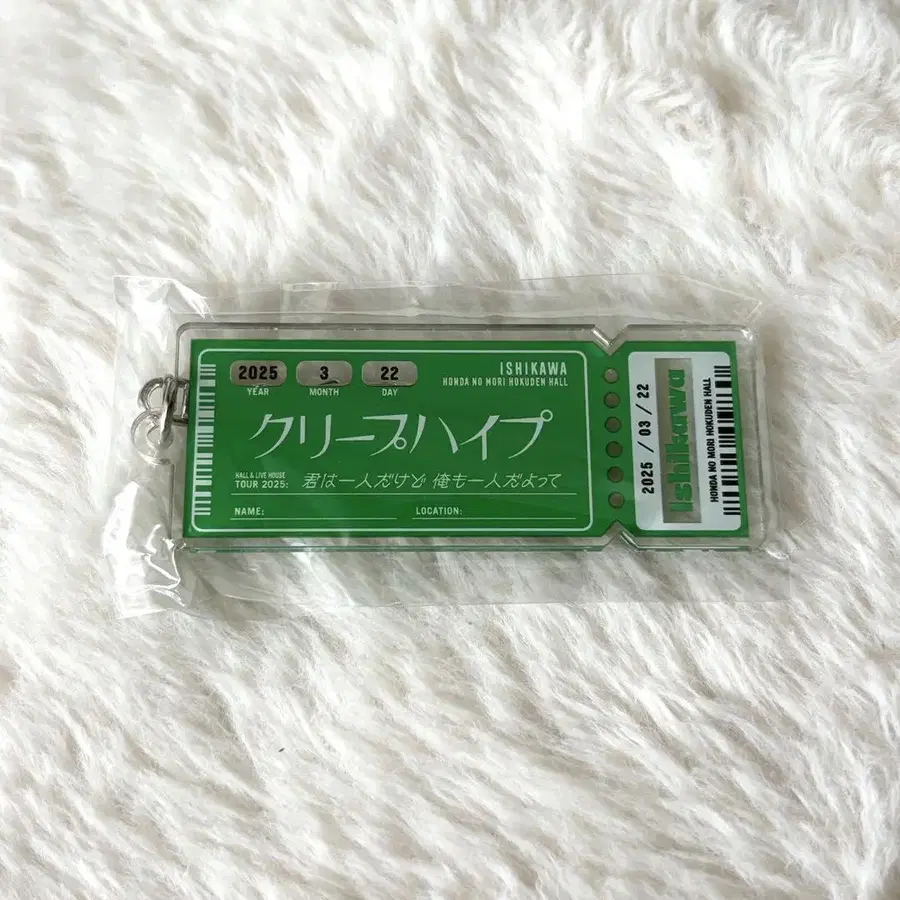 2025 3 22
YEAR MONTH DAY
ISHIKAWA
HONDA NO MORI HOKUDEN HALL
クリープハイプ
HALL & LIVE HOUSE
TOUR 2025: 君は一人だけど 俺も一人だよって
NAME: LOCATION:
2025 / 03 / 22
Ishikawa
HONDA NO MORI HOKUDEN HALL